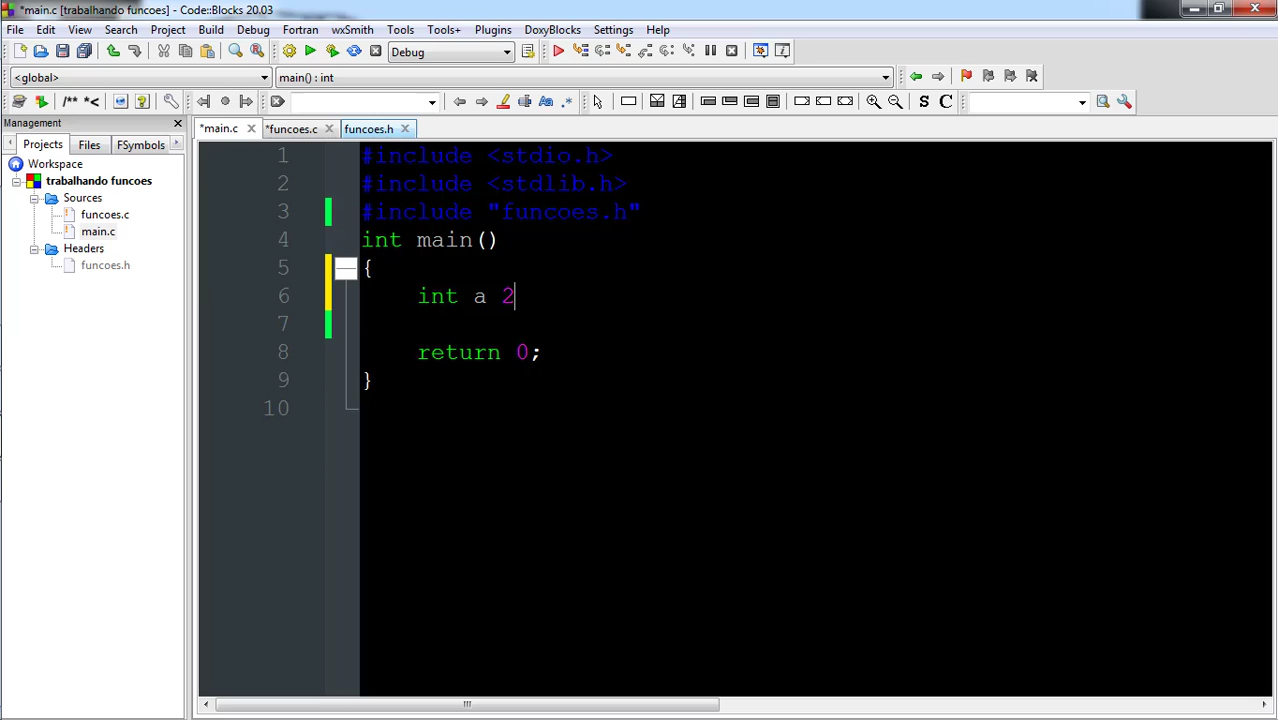 *main.c [trabalhando funcoes] - Code::Blocks 20.03
File Edit View Search Project Build Debug Fortran wxSmith Tools Tools+ Plugins DoxyBlocks Settings Help
Debug
<global> main() : int
/** *< S C
Management
Projects Files FSymbols
*main.c *funcoes.c funcoes.h
Workspace
trabalhando funcoes
Sources
funcoes.c
main.c
Headers
funcoes.h
1 #include <stdio.h>
2 #include <stdlib.h>
3 #include "funcoes.h"
4 int main()
5 {
6 int a 2
7
8 return 0;
9 }
10